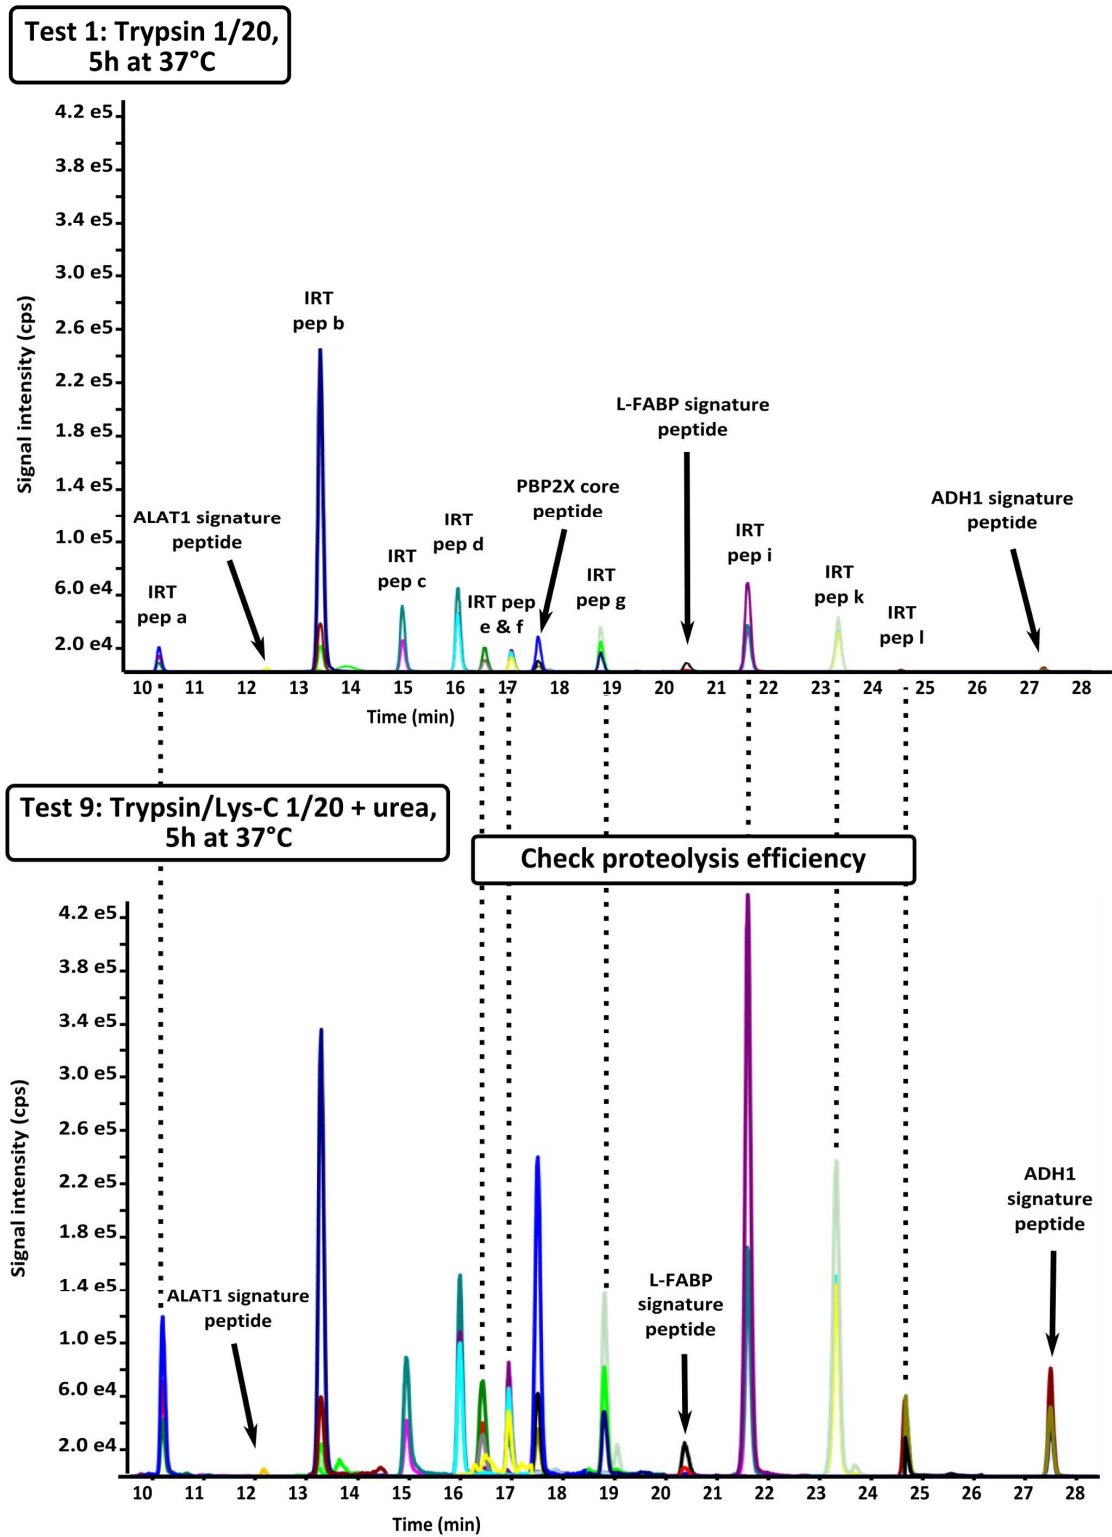 Test 1: Trypsin 1/20,
5h at 37°C
4.2 e5
3.8 e5
3.4 e5
3.0 e5
2.6 e5
2.2 e5
1.8 e5
1.4 e5
1.0 e5
6.0 e4
2.0 e4
Signal intensity (cps)
IRT
pep a
ALAT1 signature
peptide
IRT
pep b
IRT
pep c
IRT
pep d
IRT pep
e & f
PBP2X core
peptide
IRT
pep g
L-FABP signature
peptide
IRT
pep i
IRT
pep k
IRT
pep l
ADH1 signature
peptide
10 11 12 13 14 15 16 17 18 19 20 21 22 23 24 25 26 27 28
Time (min)
Test 9: Trypsin/Lys-C 1/20 + urea,
5h at 37°C
Check proteolysis efficiency
4.2 e5
3.8 e5
3.4 e5
3.0 e5
2.6 e5
2.2 e5
1.8 e5
1.4 e5
1.0 e5
6.0 e4
2.0 e4
Signal intensity (cps)
ALAT1 signature
peptide
L-FABP
signature
peptide
ADH1
signature
peptide
10 11 12 13 14 15 16 17 18 19 20 21 22 23 24 25 26 27 28
Time (min)